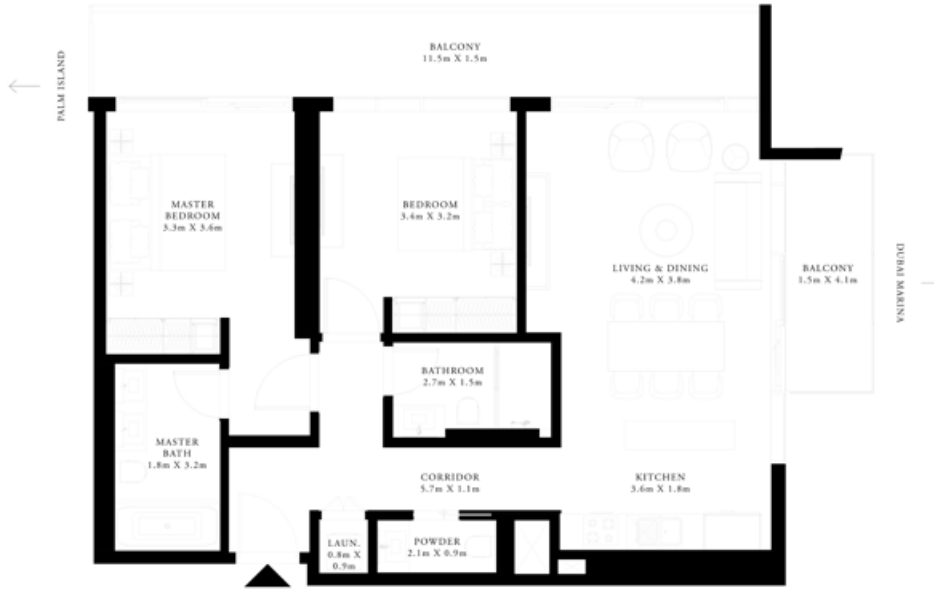 BALCONY
11.5m X 1.5m
PALM ISLAND
MASTER
BEDROOM
3.3m X 3.6m
BEDROOM
3.4m X 3.2m
LIVING & DINING
4.2m X 3.8m
BALCONY
1.5m X 4.1m
DUBAI MARINA
BATHROOM
2.7m X 1.5m
MASTER
BATH
1.8m X 3.2m
CORRIDOR
5.7m X 1.1m
KITCHEN
3.6m X 1.8m
LAUN.
0.8m X
0.9m
POWDER
2.1m X 0.9m